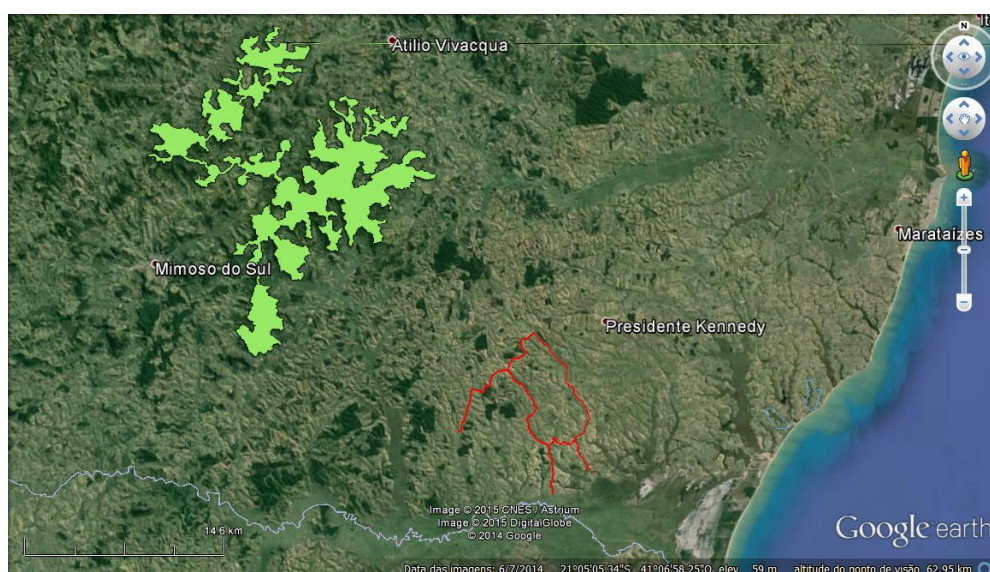 Atilio Vivacqua
N
Marataízes
Mimoso do Sul
Presidente Kennedy
Image © 2015 CNES / Astrium
Image © 2015 DigitalGlobe
© 2014 Google
14.6 km
Google earth
Data das imagens: 6/7/2014 21°05'05.34"S 41°06'58.25"O elev 59 m altitude do ponto de visão 62.95 km